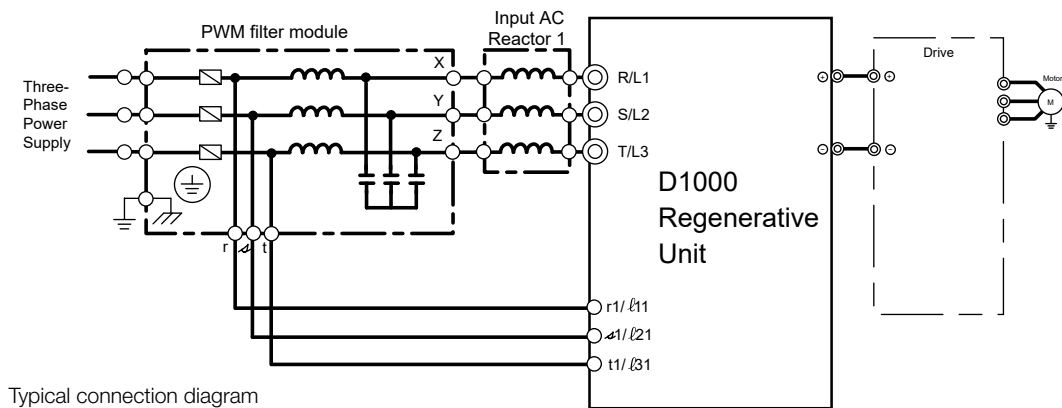 PWM filter module
Input AC
Reactor 1
Drive
Three-
Phase
Power
Supply
X
Y
Z
R/L1
S/L2
T/L3
+
+
Motor
M
−
−
D1000
Regenerative
Unit
r
s
t
r1/ℓ11
s1/ℓ21
t1/ℓ31
Typical connection diagram